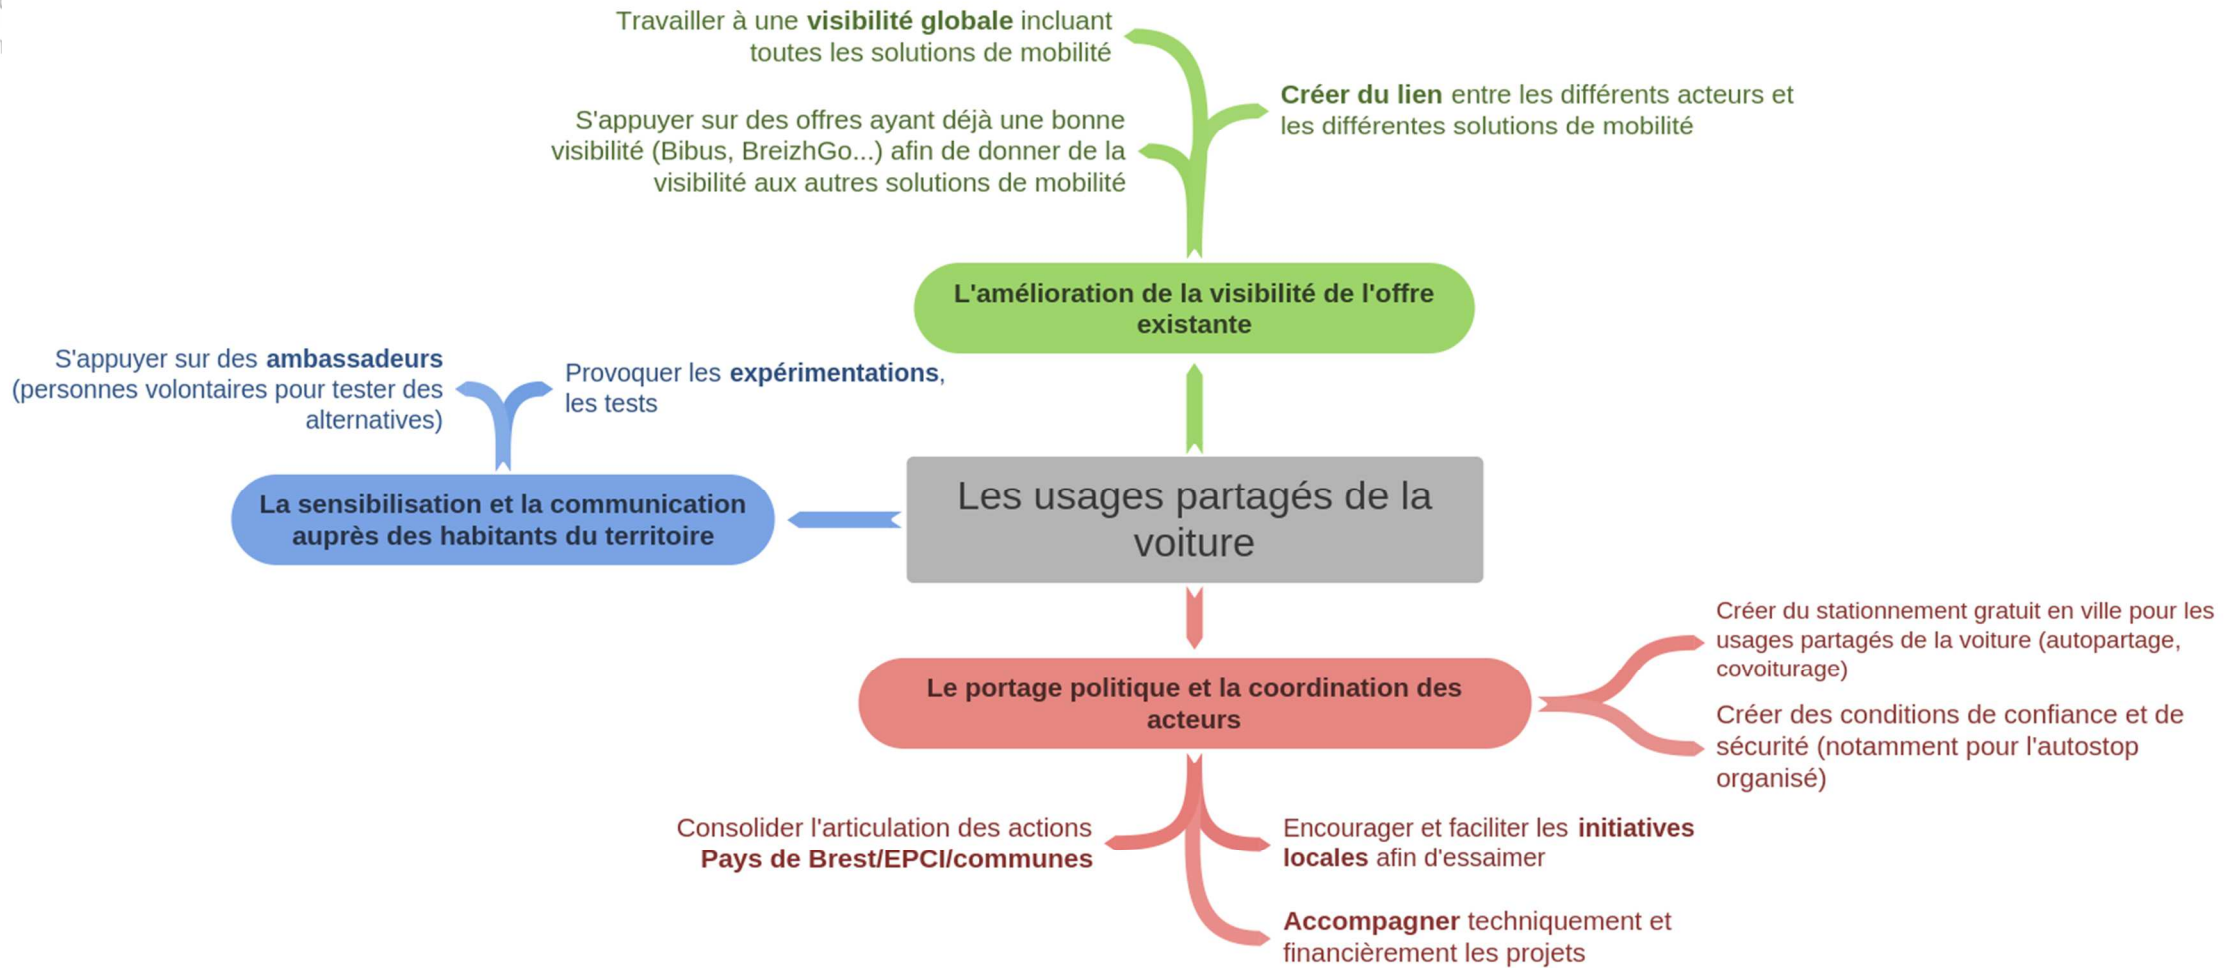 Travailler à une visibilité globale incluant
toutes les solutions de mobilité
Créer du lien entre les différents acteurs et
les différentes solutions de mobilité
S'appuyer sur des offres ayant déjà une bonne
visibilité (Bibus, BreizhGo...) afin de donner de la
visibilité aux autres solutions de mobilité
L'amélioration de la visibilité de l'offre
existante
S'appuyer sur des ambassadeurs
(personnes volontaires pour tester des
alternatives)
Provoquer les expérimentations,
les tests
La sensibilisation et la communication
auprès des habitants du territoire
Les usages partagés de la
voiture
Le portage politique et la coordination des
acteurs
Créer du stationnement gratuit en ville pour les
usages partagés de la voiture (autopartage,
covoiturage)
Créer des conditions de confiance et de
sécurité (notamment pour l'autostop
organisé)
Consolider l'articulation des actions
Pays de Brest/EPCI/communes
Encourager et faciliter les initiatives
locales afin d'essaimer
Accompagner techniquement et
financièrement les projets